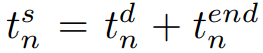 $t_n^s = t_n^d + t_n^{end}$